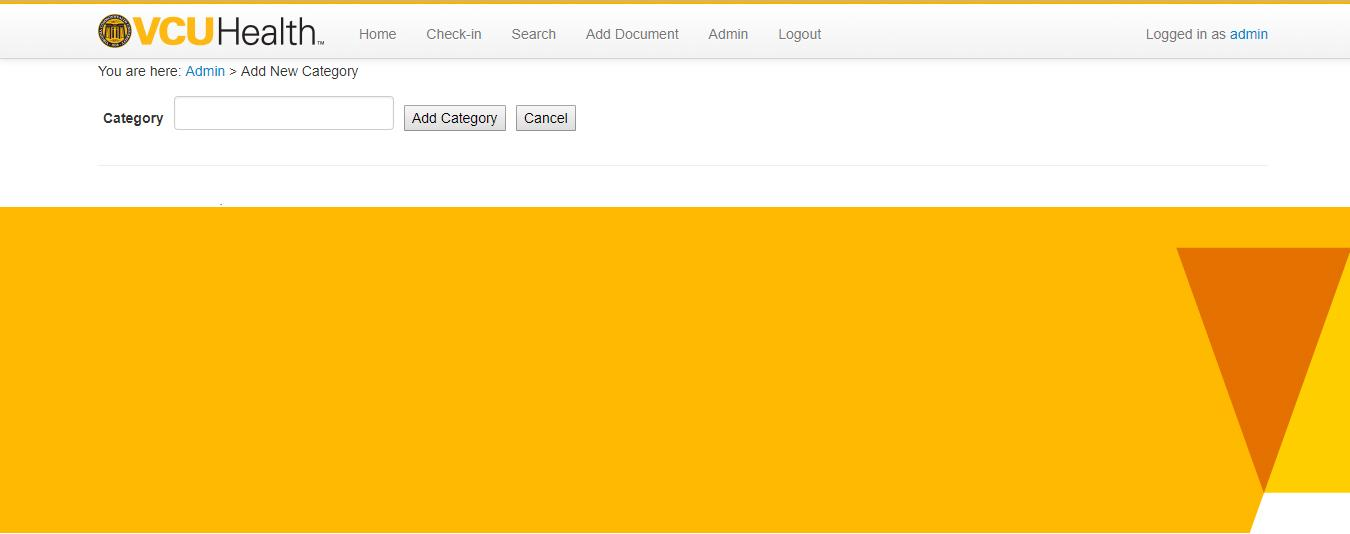 VCUHealth™ Home Check-in Search Add Document Admin Logout Logged in as admin
You are here: Admin > Add New Category
Category Add Category Cancel